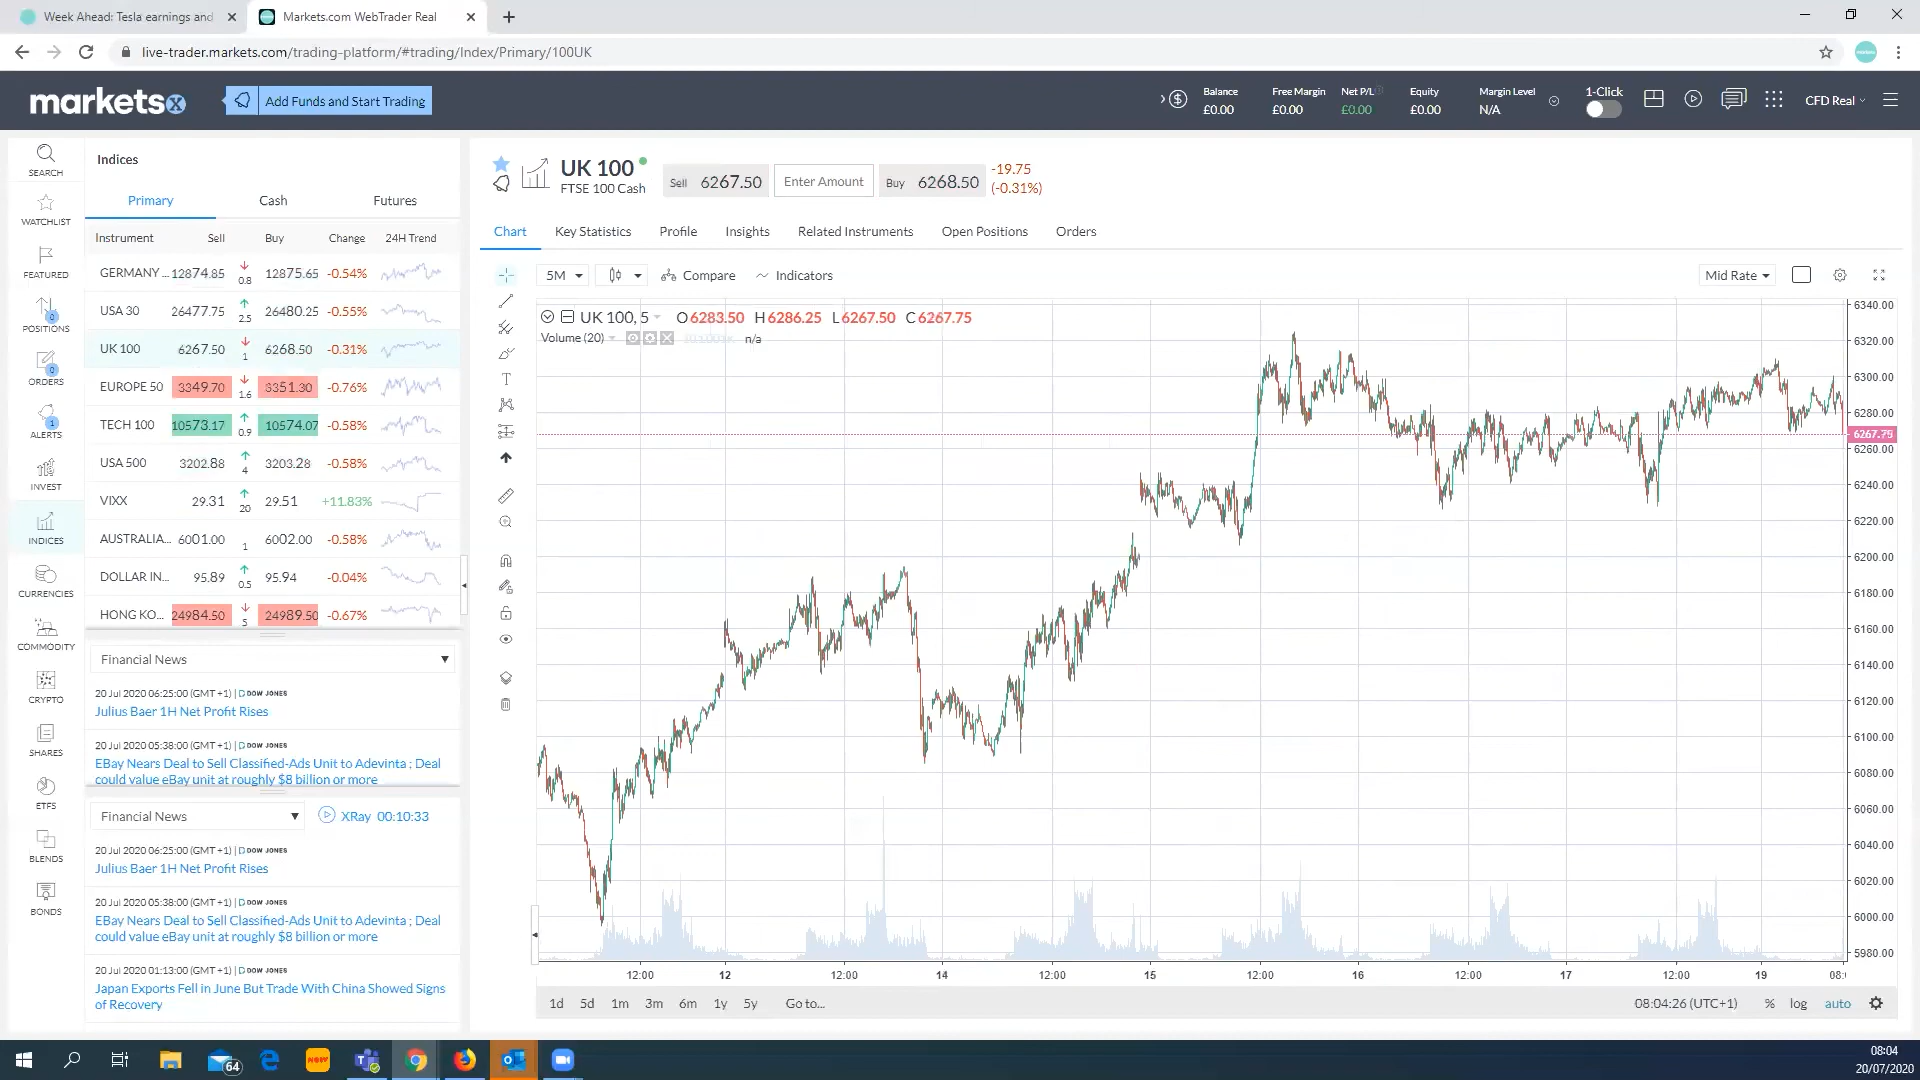 Week Ahead: Tesla earnings and
Markets.com WebTrader Real
live-trader.markets.com/trading-platform/#trading/Index/Primary/100UK
marketsx
Add Funds and Start Trading
Balance £0.00
Free Margin £0.00
Net P/L £0.00
Equity £0.00
Margin Level N/A
1-Click
CFD Real
SEARCH
WATCHLIST
FEATURED
0
POSITIONS
0
ORDERS
1
ALERTS
INVEST
INDICES
CURRENCIES
COMMODITY
CRYPTO
SHARES
ETFS
BLENDS
BONDS
Indices
Primary Cash Futures
Instrument Sell Buy Change 24H Trend
GERMANY ... 12874.85 0.8 12875.65 -0.54%
USA 30 26477.75 2.5 26480.25 -0.55%
UK 100 6267.50 1 6268.50 -0.31%
EUROPE 50 3349.70 1.6 3351.30 -0.76%
TECH 100 10573.17 0.9 10574.07 -0.58%
USA 500 3202.88 4 3203.28 -0.58%
VIXX 29.31 20 29.51 +11.83%
AUSTRALIA... 6001.00 1 6002.00 -0.58%
DOLLAR IN... 95.89 0.5 95.94 -0.04%
HONG KO... 24984.50 5 24989.50 -0.67%
Financial News
20 Jul 2020 06:25:00 (GMT +1) | DOW JONES
Julius Baer 1H Net Profit Rises
20 Jul 2020 05:38:00 (GMT +1) | DOW JONES
EBay Nears Deal to Sell Classified-Ads Unit to Adevinta ; Deal
could value eBay unit at roughly $8 billion or more
Financial News
XRay 00:10:33
20 Jul 2020 06:25:00 (GMT +1) | DOW JONES
Julius Baer 1H Net Profit Rises
20 Jul 2020 05:38:00 (GMT +1) | DOW JONES
EBay Nears Deal to Sell Classified-Ads Unit to Adevinta ; Deal
could value eBay unit at roughly $8 billion or more
20 Jul 2020 01:13:00 (GMT +1) | DOW JONES
Japan Exports Fell in June But Trade With China Showed Signs
of Recovery
UK 100
FTSE 100 Cash
Sell 6267.50
Enter Amount
Buy 6268.50
-19.75
(-0.31%)
Chart Key Statistics Profile Insights Related Instruments Open Positions Orders
5M Compare Indicators
Mid Rate
UK 100, 5 O6283.50 H6286.25 L6267.50 C6267.75
Volume (20) n/a
6340.00
6320.00
6300.00
6280.00
6267.75
6260.00
6240.00
6220.00
6200.00
6180.00
6160.00
6140.00
6120.00
6100.00
6080.00
6060.00
6040.00
6020.00
6000.00
5980.00
12:00 12 12:00 14 12:00 15 12:00 16 12:00 17 12:00 19
1d 5d 1m 3m 6m 1y 5y Go to...
08:04:26 (UTC+1) % log auto
64
NOW
08:04
20/07/2020